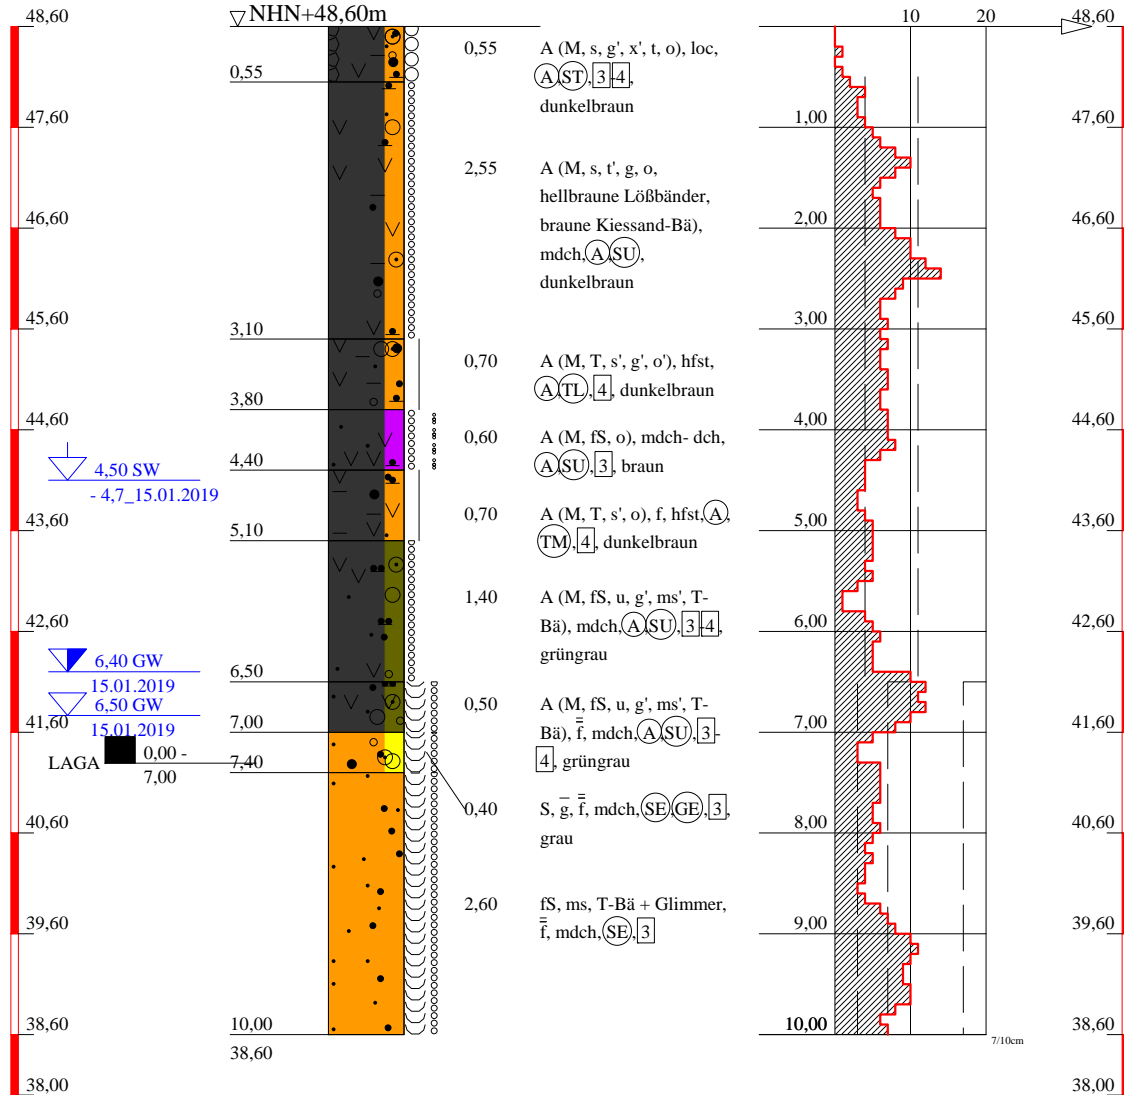 48,60
NHN+48,60m
10
20
48,60
0,55
A (M, s, g', x', t, o), loc,
A, ST, 3-4,
dunkelbraun
0,55
47,60
1,00
47,60
2,55
A (M, s, t', g, o,
hellbraune Lößbänder,
braune Kiessand-Bä),
mdch, A, SU,
dunkelbraun
46,60
2,00
46,60
45,60
3,10
3,00
45,60
0,70
A (M, T, s', g', o'), hfst,
A, TL, 4, dunkelbraun
3,80
44,60
4,00
44,60
0,60
A (M, fS, o), mdch- dch,
A, SU, 3, braun
4,40
4,50 SW
- 4,7_15.01.2019
43,60
5,10
0,70
A (M, T, s', o), f, hfst, A,
TM, 4, dunkelbraun
5,00
43,60
1,40
A (M, fS, u, g', ms', T-
Bä), mdch, A, SU, 3-4,
grüngrau
42,60
6,00
42,60
6,40 GW
15.01.2019
6,50
6,50 GW
15.01.2019
0,50
A (M, fS, u, g', ms', T-
Bä), f̿, mdch, A, SU, 3-
4, grüngrau
41,60
7,00
7,00
41,60
LAGA
0,00 -
7,00
7,40
0,40
S, g̅, f̿, mdch, SE, GE, 3,
grau
40,60
8,00
40,60
2,60
fS, ms, T-Bä + Glimmer,
f̿, mdch, SE, 3
39,60
9,00
39,60
38,60
10,00
38,60
10,00
7/10cm
38,60
38,00
38,00